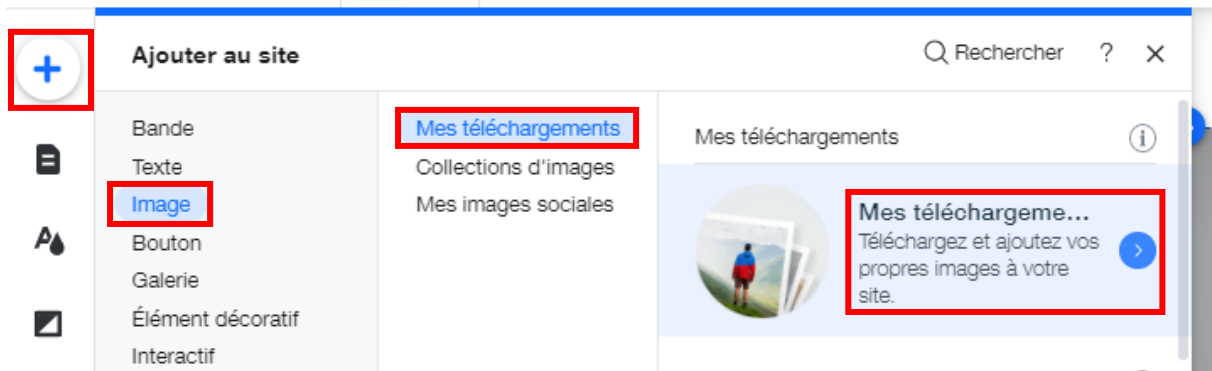 Ajouter au site
Rechercher
?
Bande
Texte
Image
Bouton
Galerie
Élément décoratif
Interactif
Mes téléchargements
Collections d'images
Mes images sociales
Mes téléchargements
Mes téléchargeme...
Téléchargez et ajoutez vos
propres images à votre
site.